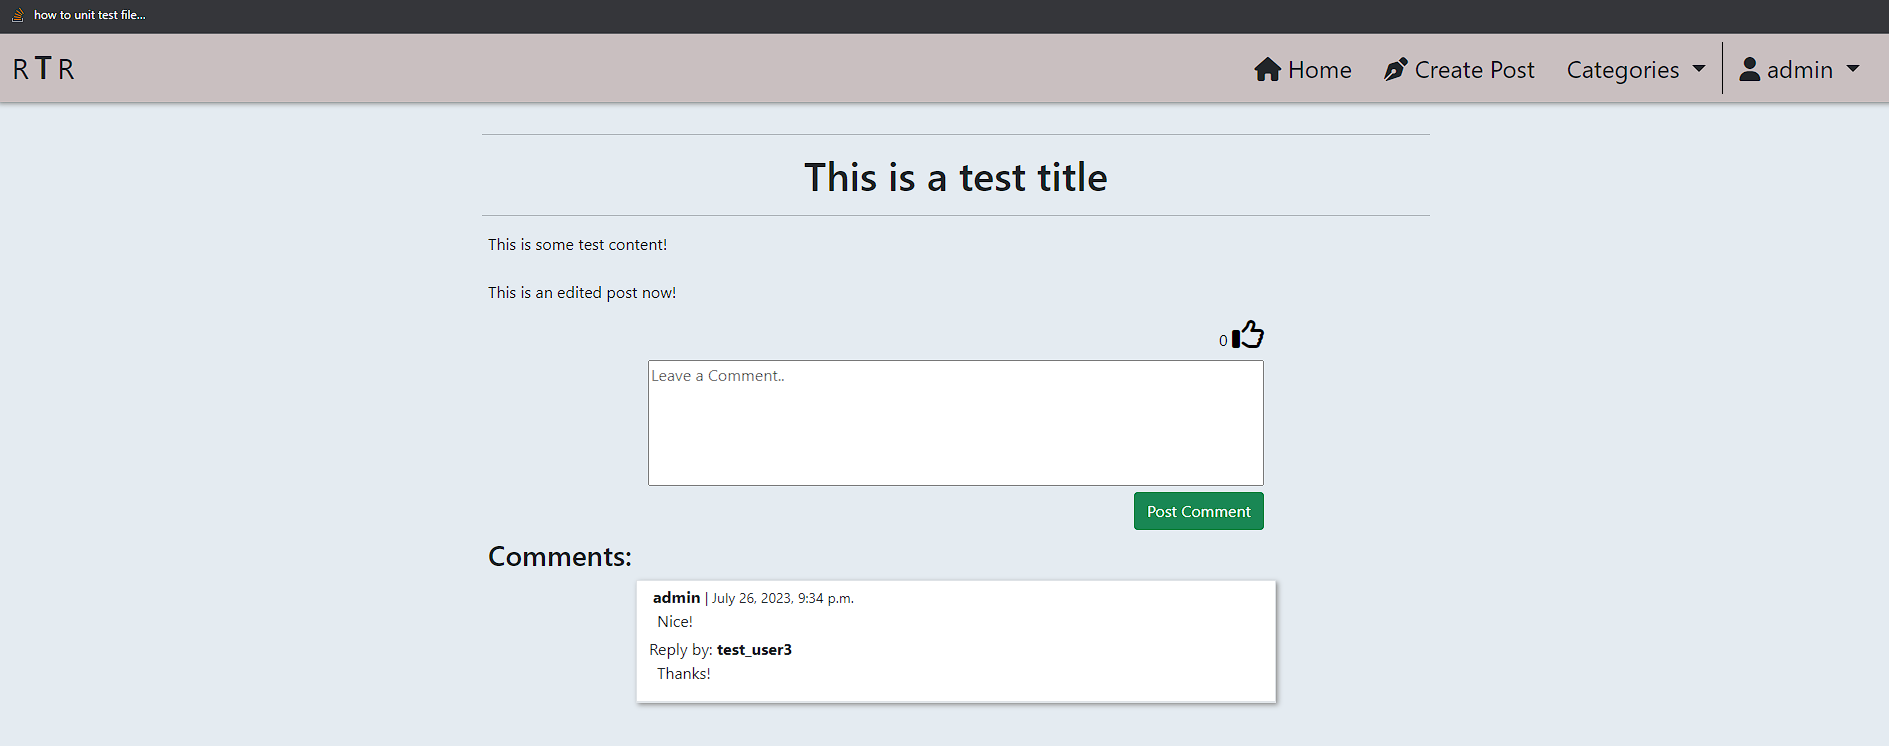 how to unit test file...
R T R
Home Create Post Categories admin
This is a test title
This is some test content!
This is an edited post now!
0
Leave a Comment..
Post Comment
Comments:
admin | July 26, 2023, 9:34 p.m.
Nice!
Reply by: test_user3
Thanks!